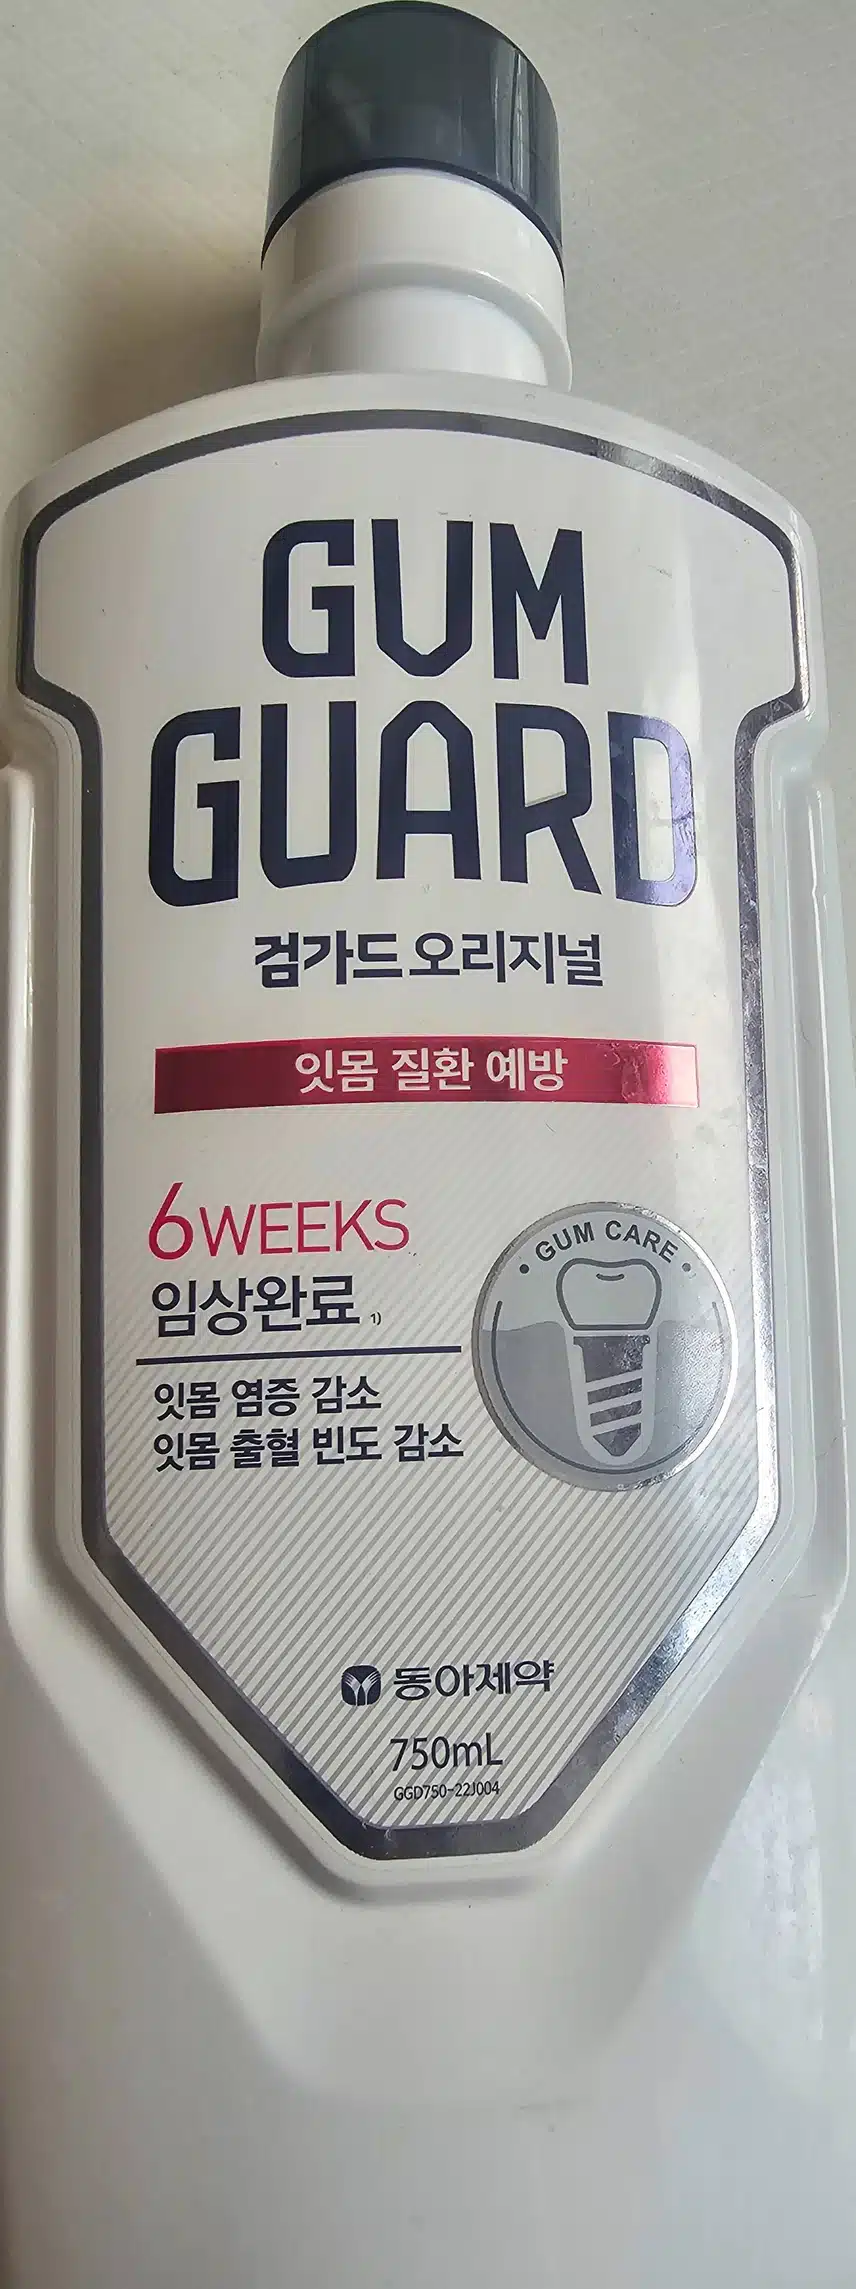 GUM
GUARD
검가드 오리지널
잇몸 질환 예방
6WEEKS
임상완료 1)
잇몸 염증 감소
잇몸 출혈 빈도 감소
• GUM CARE •
동아제약
750mL
GGD750-22J004